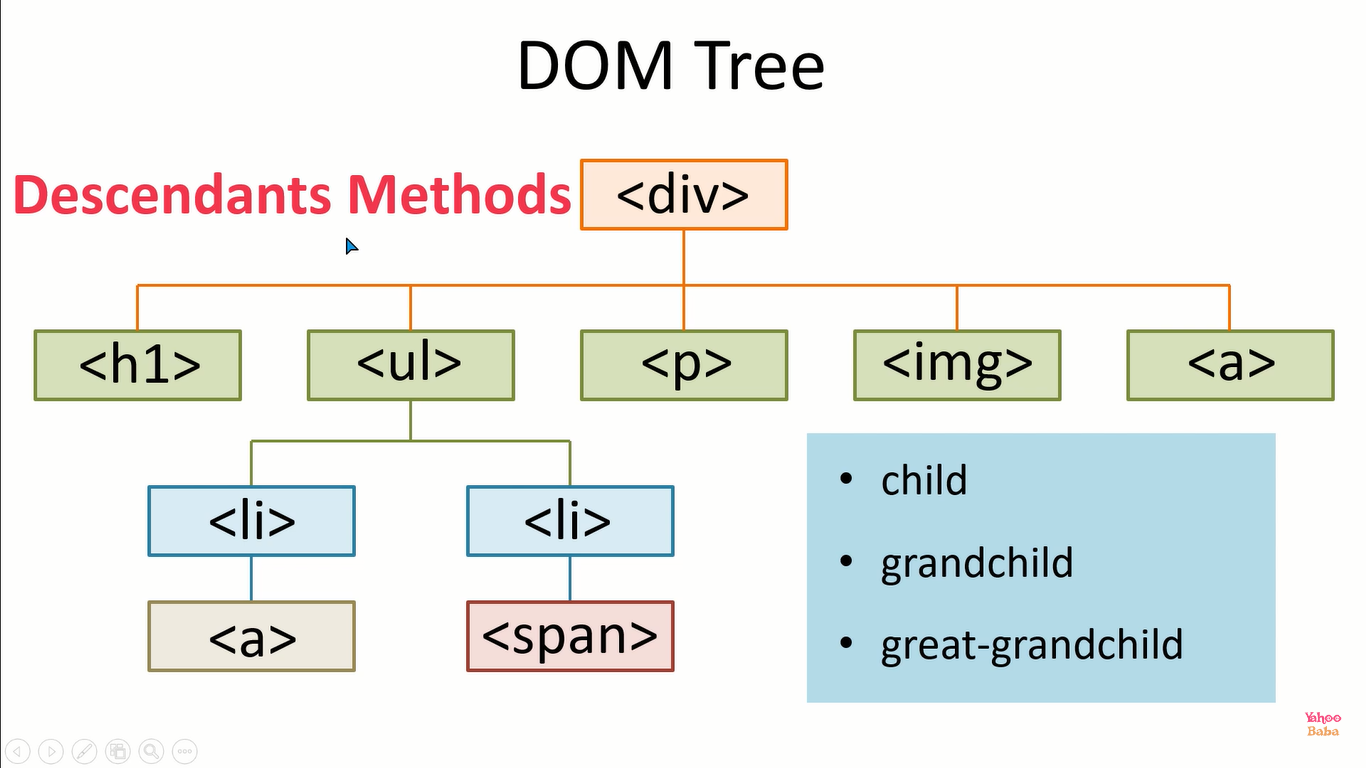 DOM Tree
Descendants Methods
<div>
<h1>
<ul>
<p>
<img>
<a>
<li>
<li>
<a>
<span>
• child
• grandchild
• great-grandchild
Yahoo
Baba